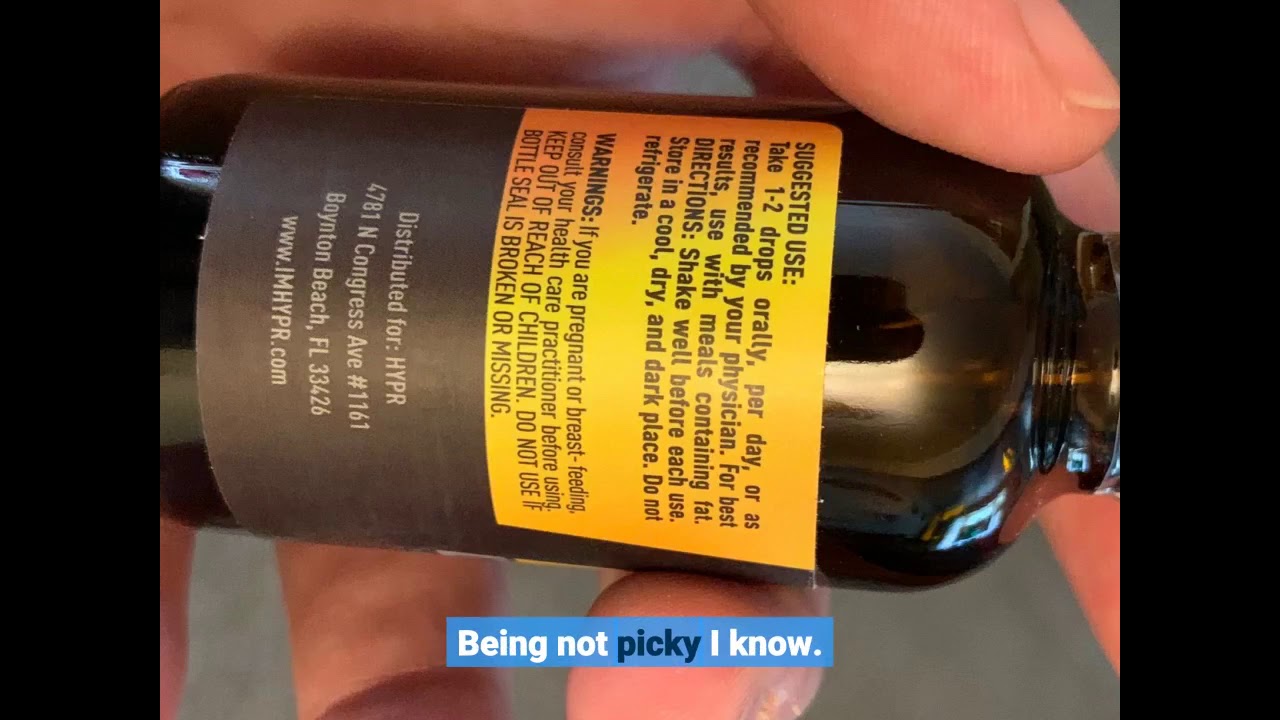 SUGGESTED USE:
Take 1-2 drops orally, per day, or as
recommended by your physician. For best
results, use with meals containing fat.
DIRECTIONS: Shake well before each use.
Store in a cool, dry, and dark place. Do not
refrigerate.
WARNINGS: If you are pregnant or breast-feeding,
consult your health care practitioner before using.
KEEP OUT OF REACH OF CHILDREN. DO NOT USE IF
BOTTLE SEAL IS BROKEN OR MISSING.
Distributed for: HYPR
4781 N Congress Ave #1161
Boynton Beach, FL 33426
www.IMHYPR.com
Being not picky I know.